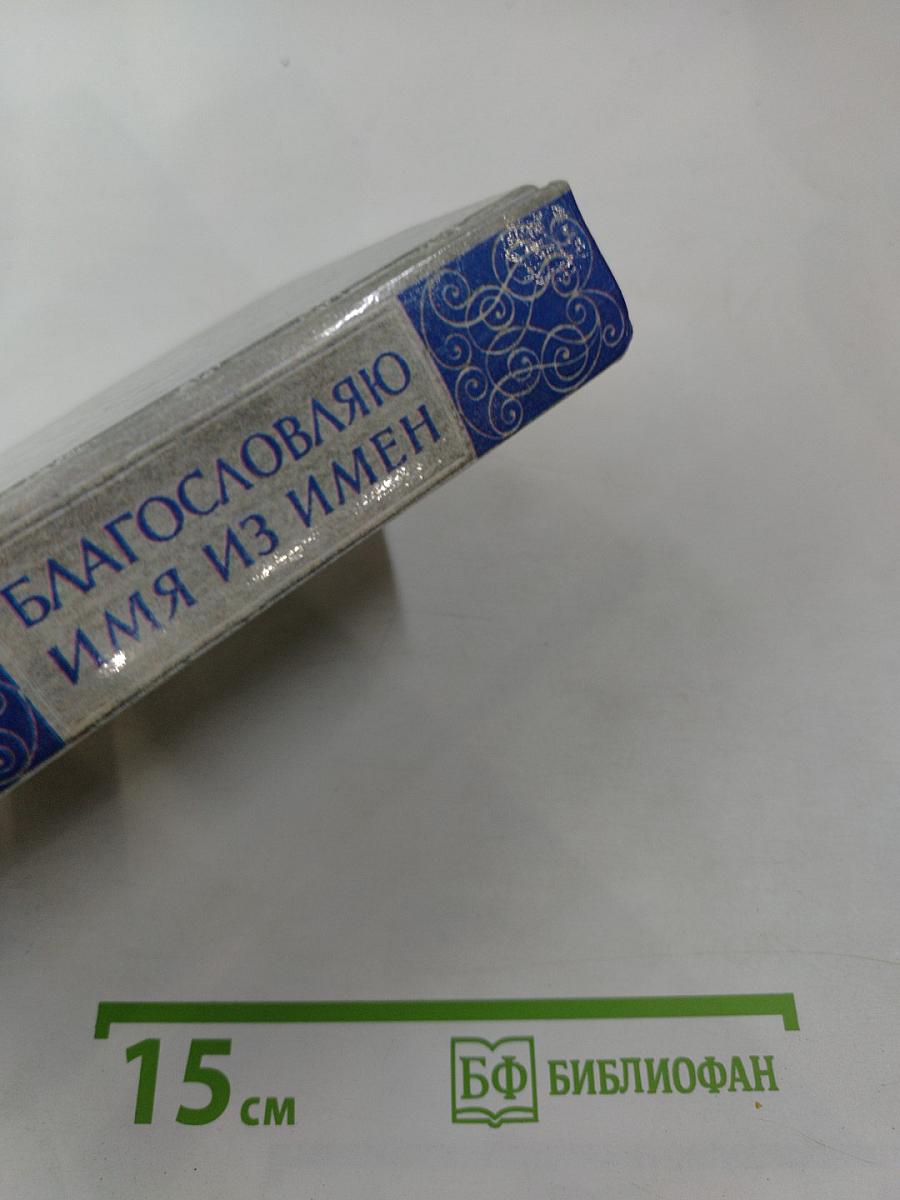 БЛАГОСЛОВЛЯЮ
ИМЯ ИЗ ИМЕН
15 см
БФ БИБЛИОФАН